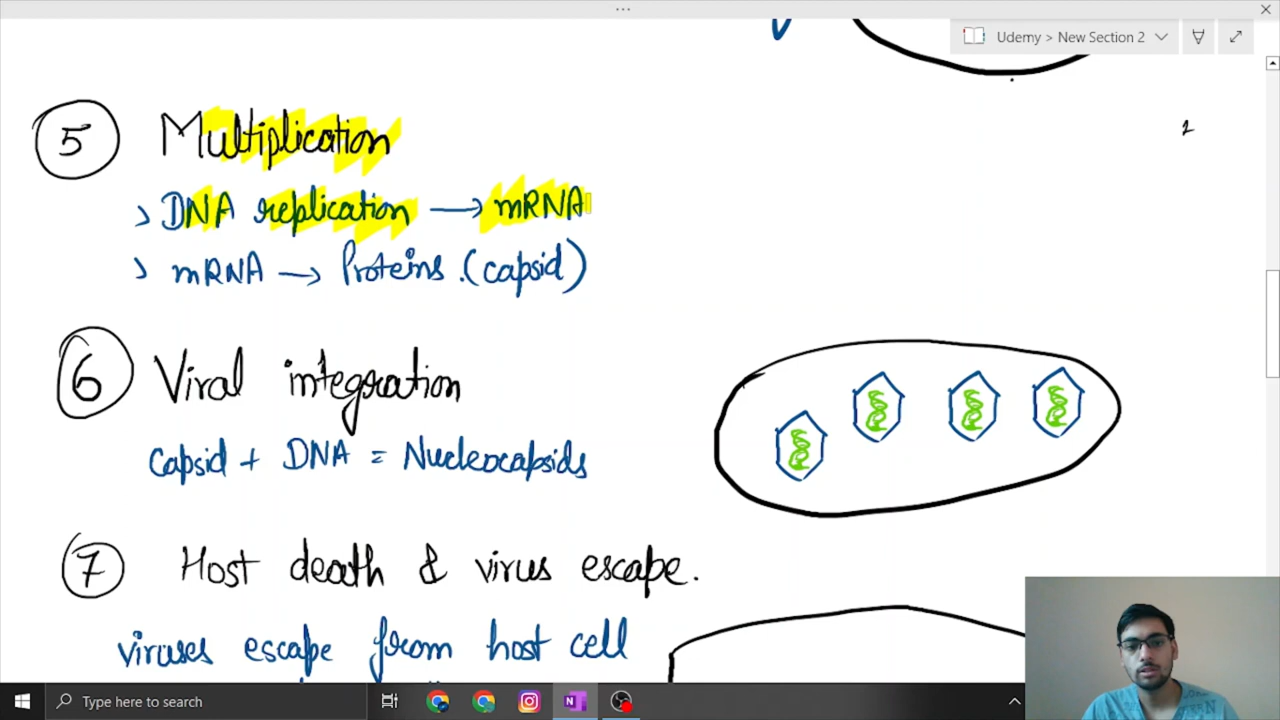 Udemy > New Section 2
5 Multiplication
> DNA replication → mRNA
> mRNA → Proteins. (capsid)
6 Viral integration
Capsid + DNA = Nucleocapsids
7 Host death & virus escape.
viruses escape from host cell
Type here to search